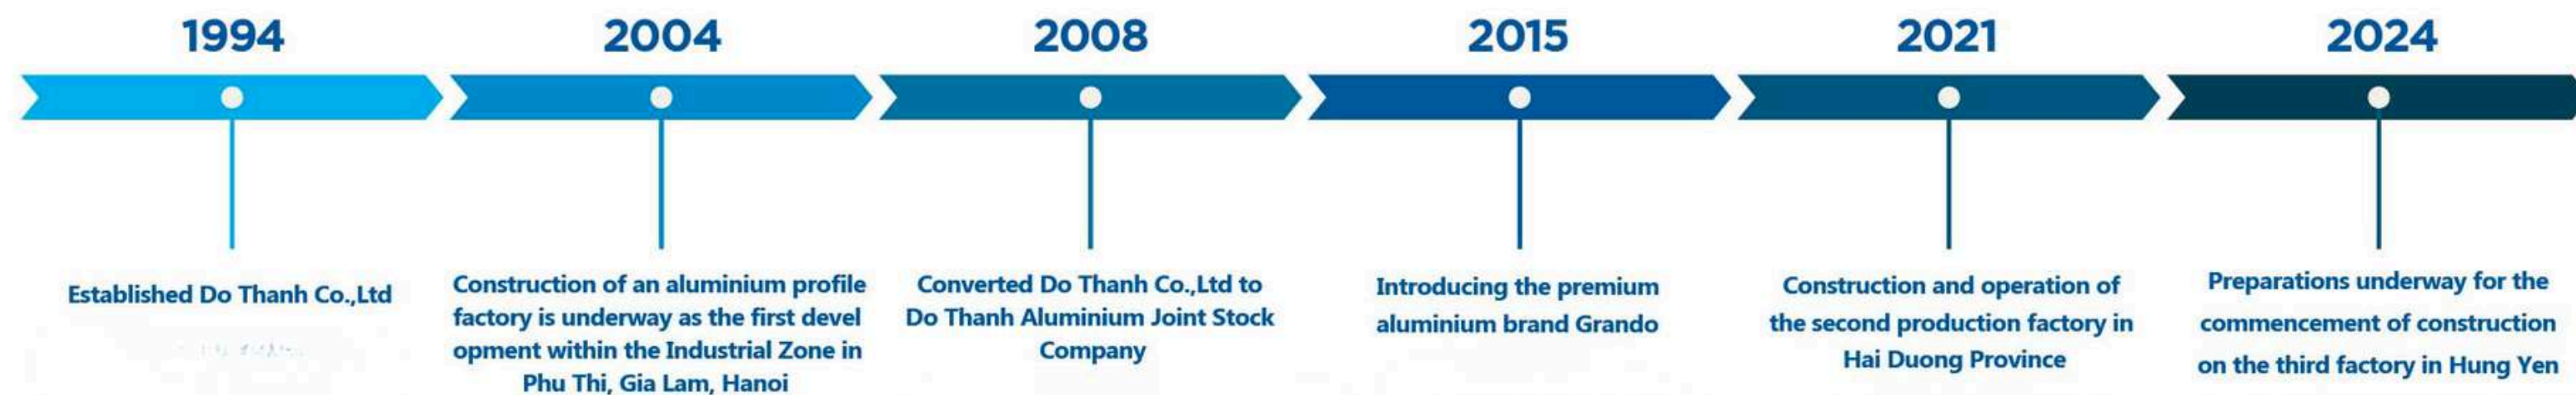 1994
Established Do Thanh Co.,Ltd
2004
Construction of an aluminium profile
factory is underway as the first devel
opment within the Industrial Zone in
Phu Thi, Gia Lam, Hanoi
2008
Converted Do Thanh Co.,Ltd to
Do Thanh Aluminium Joint Stock
Company
2015
Introducing the premium
aluminium brand Grando
2021
Construction and operation of
the second production factory in
Hai Duong Province
2024
Preparations underway for the
commencement of construction
on the third factory in Hung Yen